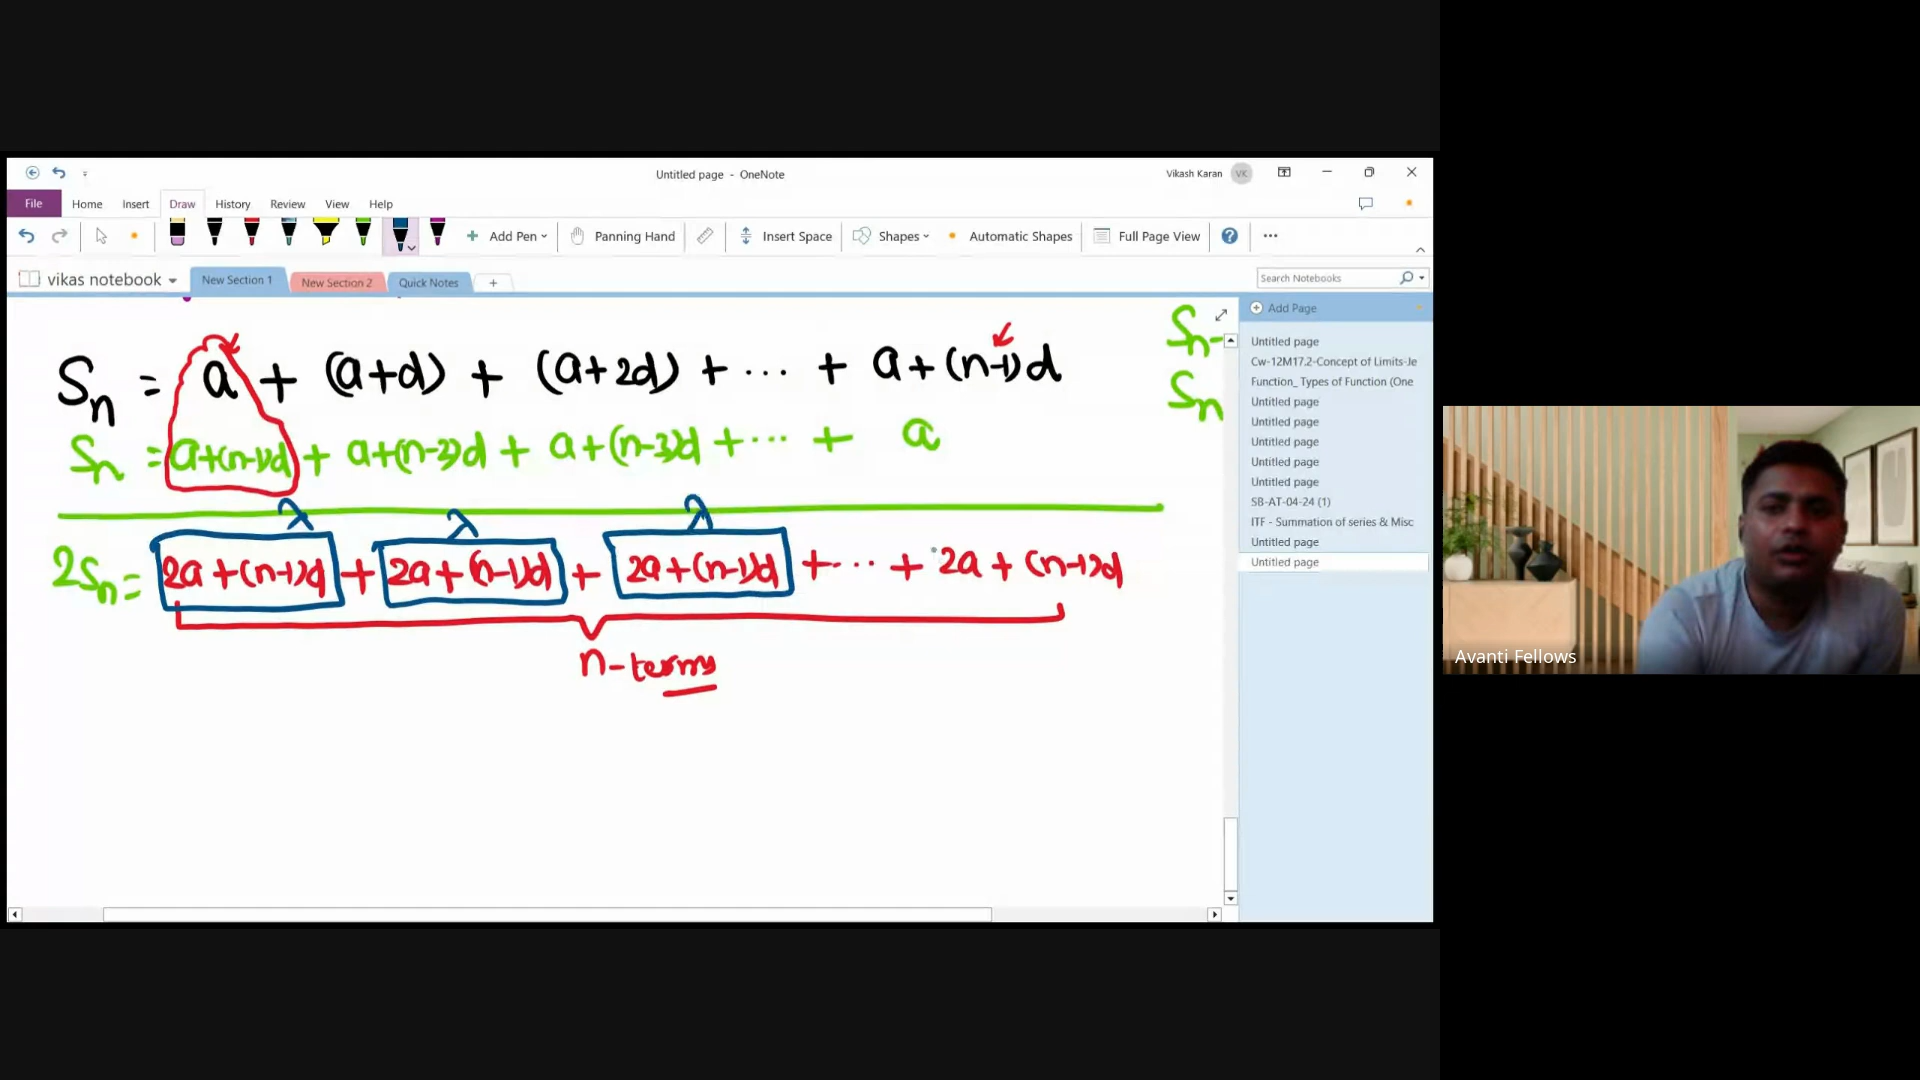 Untitled page - OneNote
Vikash Karan VK
File Home Insert Draw History Review View Help
Add Pen Panning Hand Insert Space Shapes Automatic Shapes Full Page View
vikas notebook New Section 1 New Section 2 Quick Notes +
Search Notebooks
Sₙ = a + (a+d) + (a+2d) + ... + a+(n-1)d
Sₙ = a+(n-1)d + a+(n-2)d + a+(n-3)d + ... + a
λ λ λ
2Sₙ = 2a+(n-1)d + 2a+(n-1)d + 2a+(n-1)d + ... + 2a+(n-1)d
n-terms
Sₙ-
Sₙ
Add Page
Untitled page
Cw-12M17.2-Concept of Limits-Je
Function_ Types of Function (One
Untitled page
Untitled page
Untitled page
Untitled page
Untitled page
SB-AT-04-24 (1)
ITF - Summation of series & Misc
Untitled page
Untitled page
Avanti Fellows